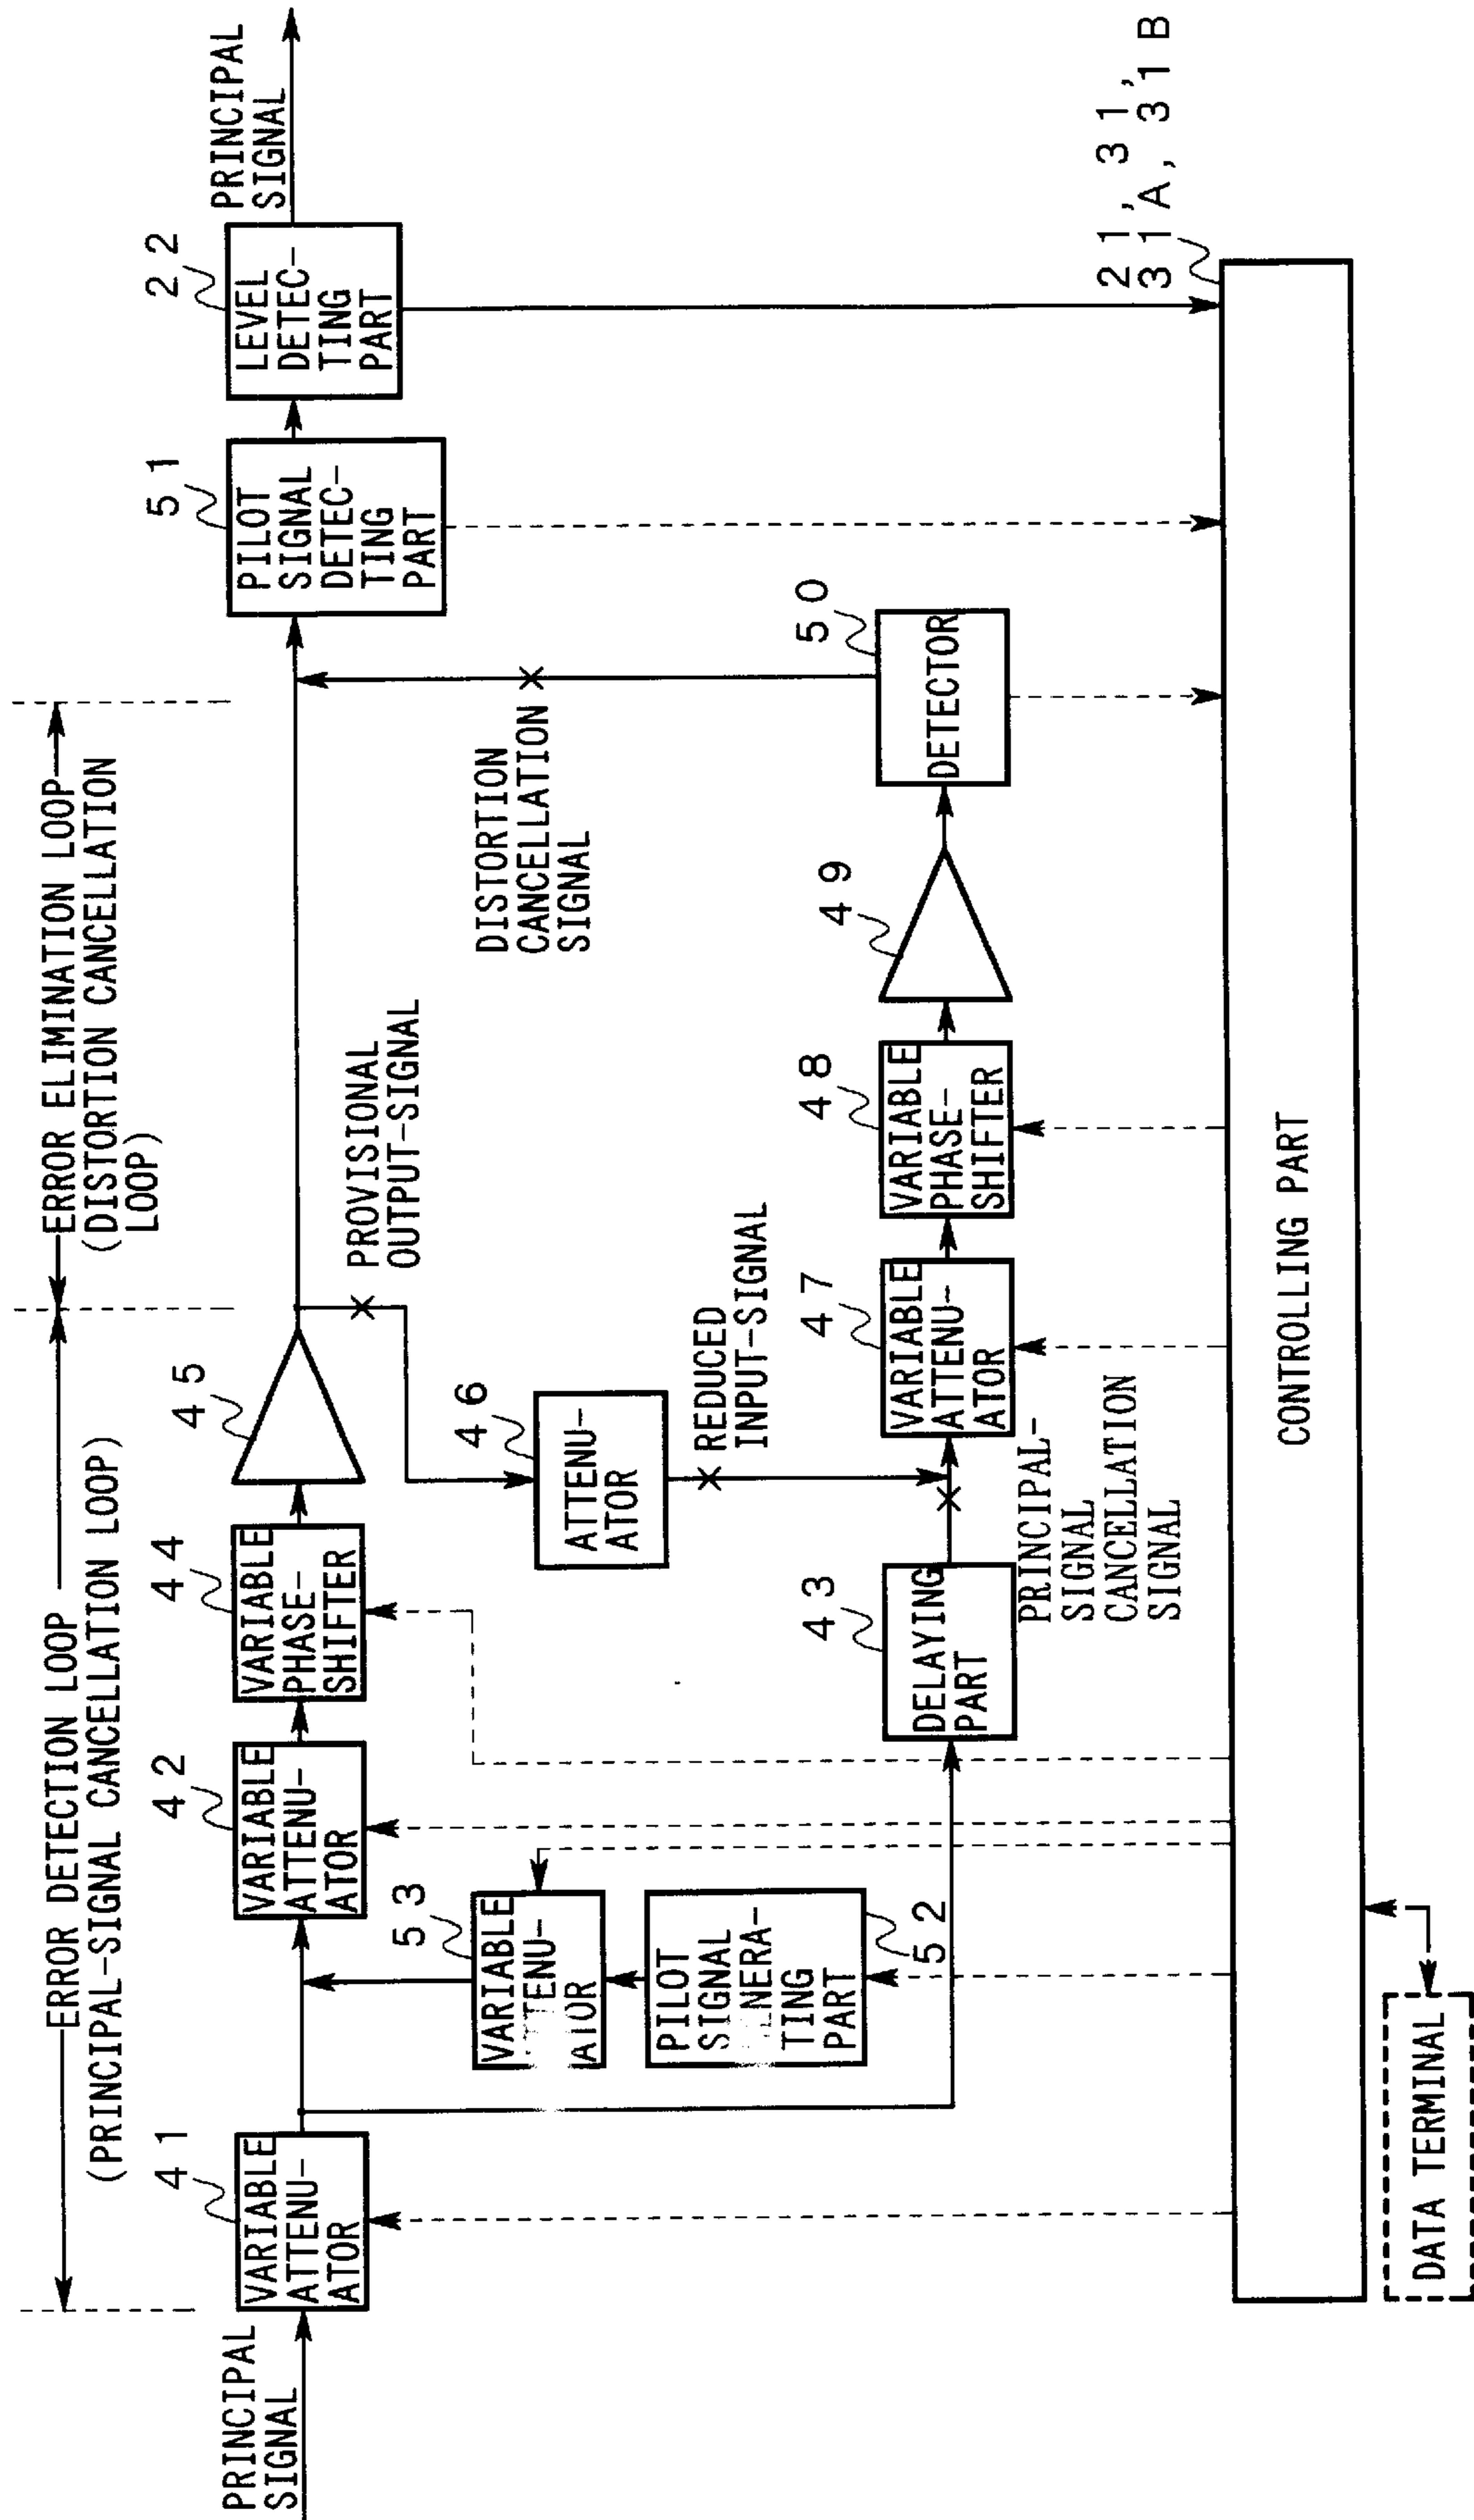 ERROR DETECTION LOOP
(PRINCIPAL-SIGNAL CANCELLATION LOOP)
ERROR ELIMINATION LOOP
(DISTORTION CANCELLATION
LOOP)
PRINCIPAL
SIGNAL
41
VARIABLE
ATTENU-
ATOR
42
VARIABLE
ATTENU-
ATOR
44
VARIABLE
PHASE-
SHIFTER
45
PROVISIONAL
OUTPUT-SIGNAL
51
PILOT
SIGNAL
DETEC-
TING
PART
22
LEVEL
DETEC-
TING
PART
PRINCIPAL
SIGNAL
53
VARIABLE
ATOR
PILOT
SIGNAL
TING
PART
52
46
ATTENU-
ATOR
REDUCED
INPUT-SIGNAL
DISTORTION
CANCELLATION
SIGNAL
43
DELAYING
PART
PRINCIPAL-
SIGNAL
CANCELLATION
SIGNAL
47
VARIABLE
ATTENU-
ATOR
48
VARIABLE
PHASE-
SHIFTER
49
50
DETECTOR
21, 31,
31A, 31B
CONTROLLING PART
DATA TERMINAL